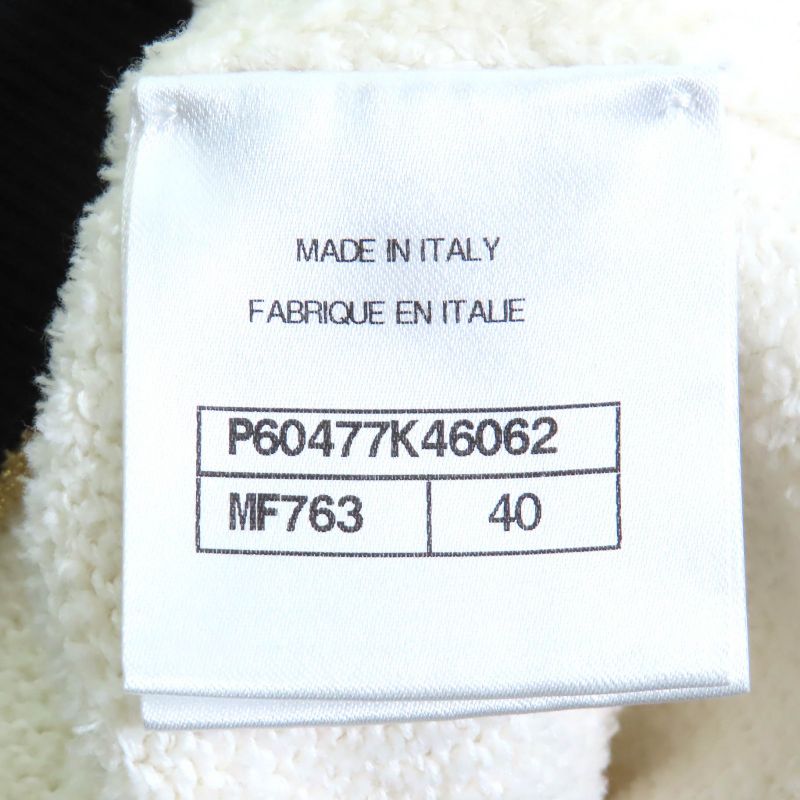 MADE IN ITALY
FABRIQUE EN ITALIE
P60477K46062
MF763 40